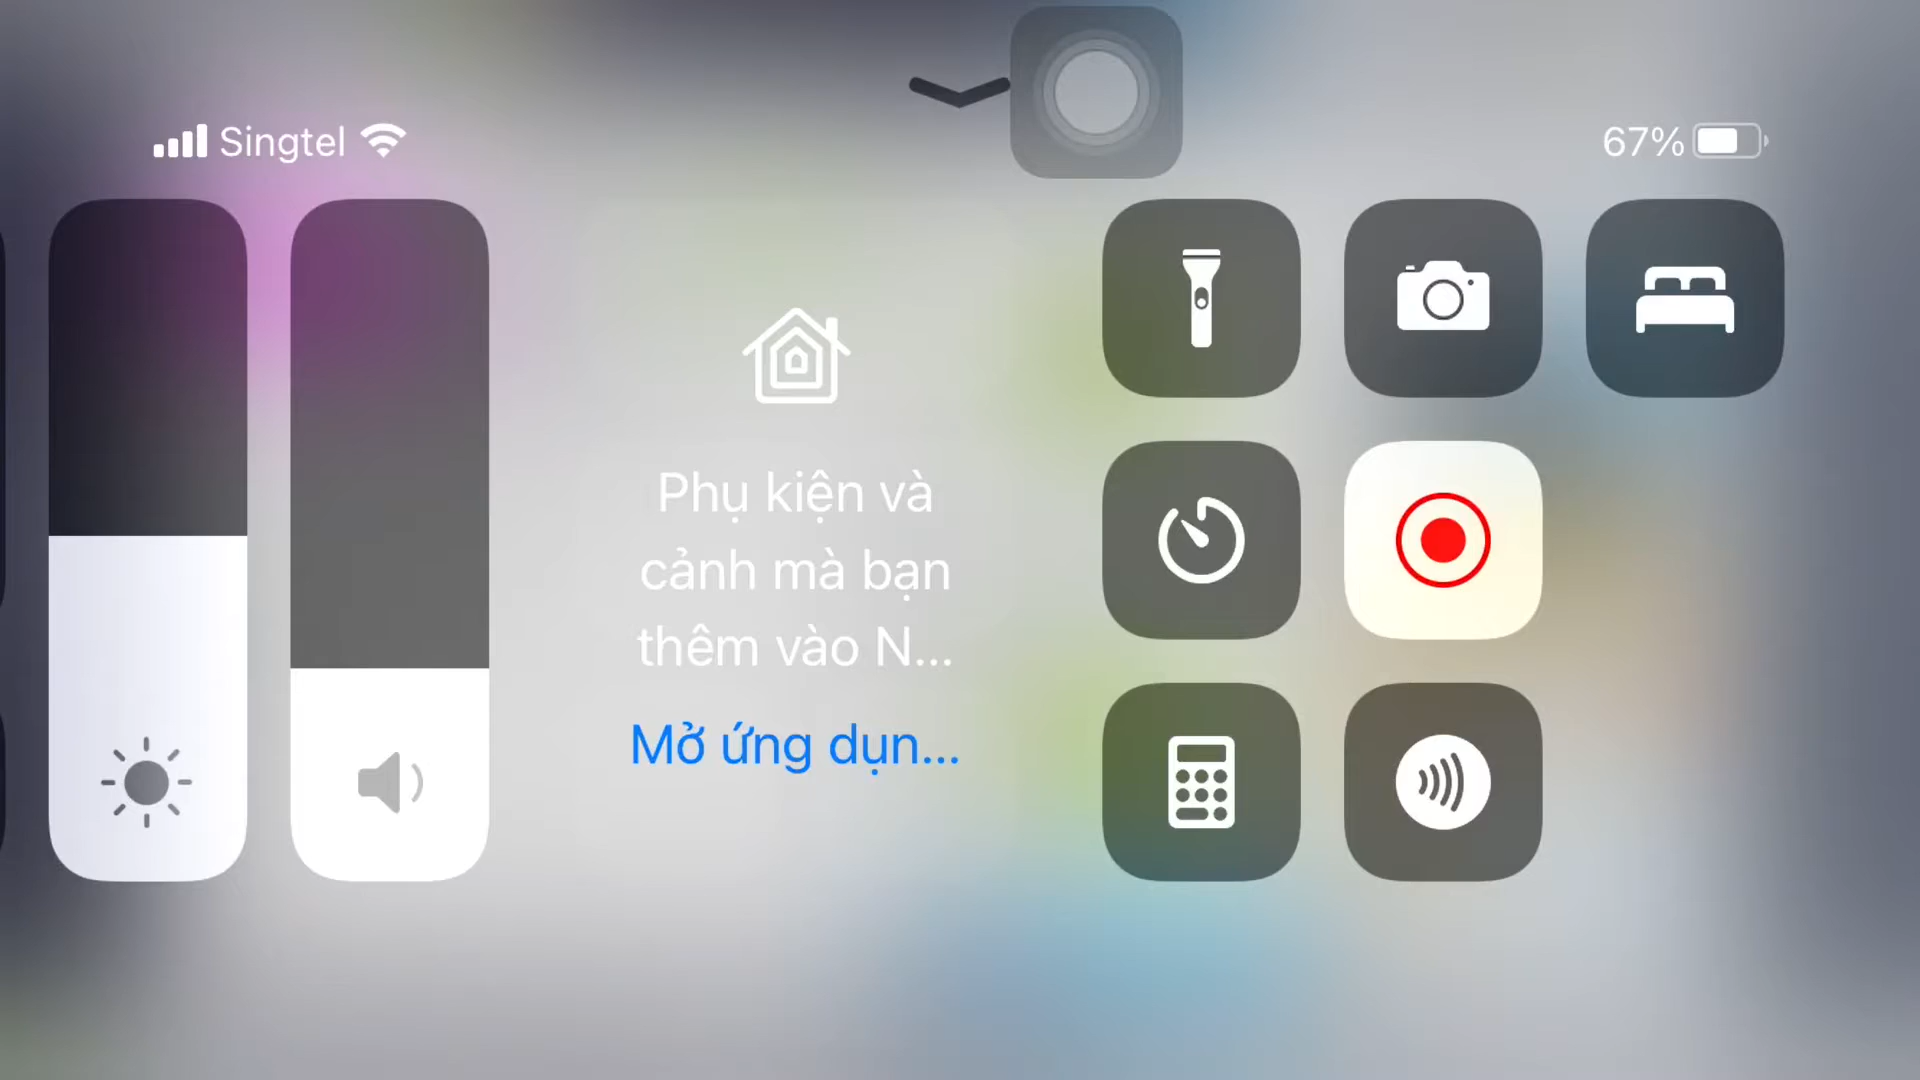 Singtel
67%
Phụ kiện và
cảnh mà bạn
thêm vào N...
Mở ứng dụn...